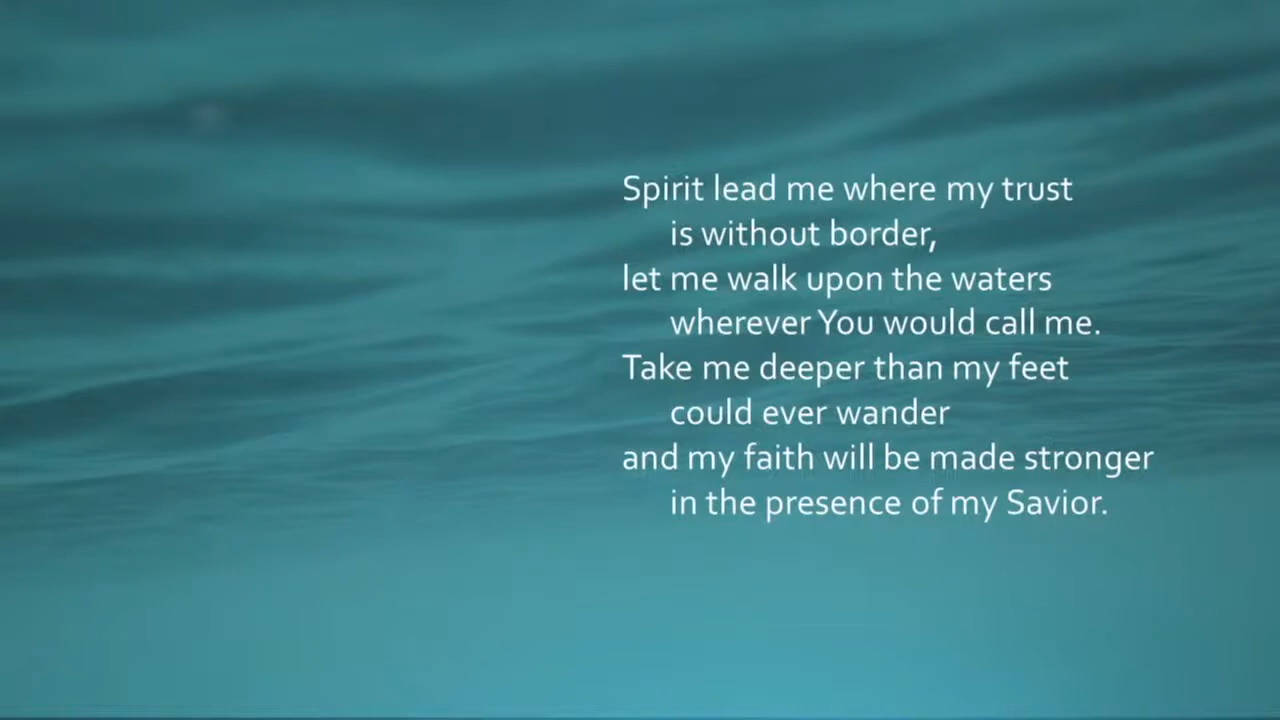 Spirit lead me where my trust
is without border,
let me walk upon the waters
wherever You would call me.
Take me deeper than my feet
could ever wander
and my faith will be made stronger
in the presence of my Savior.